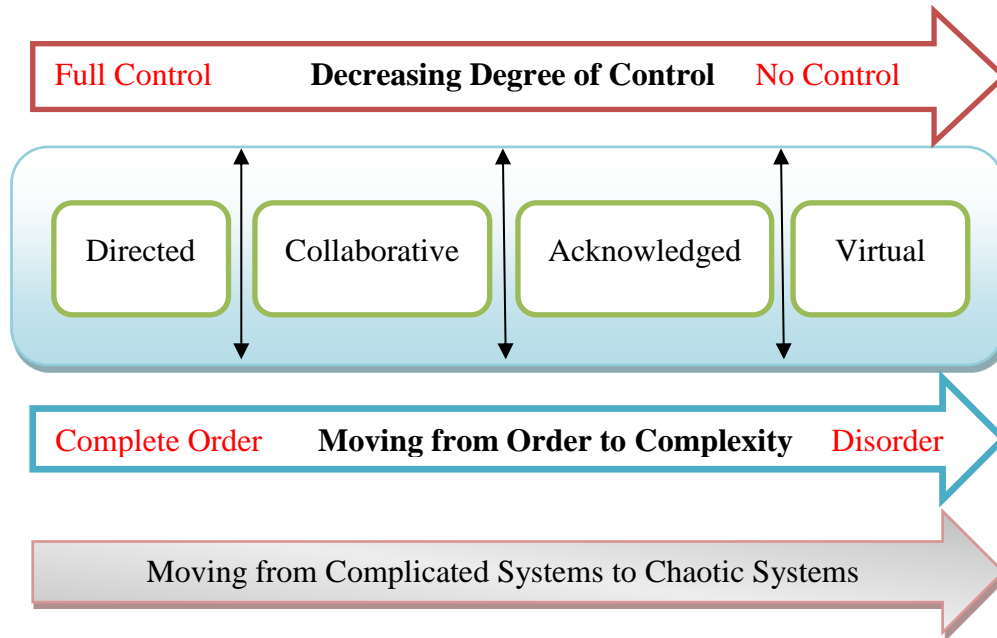 Full Control Decreasing Degree of Control No Control
Directed Collaborative Acknowledged Virtual
Complete Order Moving from Order to Complexity Disorder
Moving from Complicated Systems to Chaotic Systems